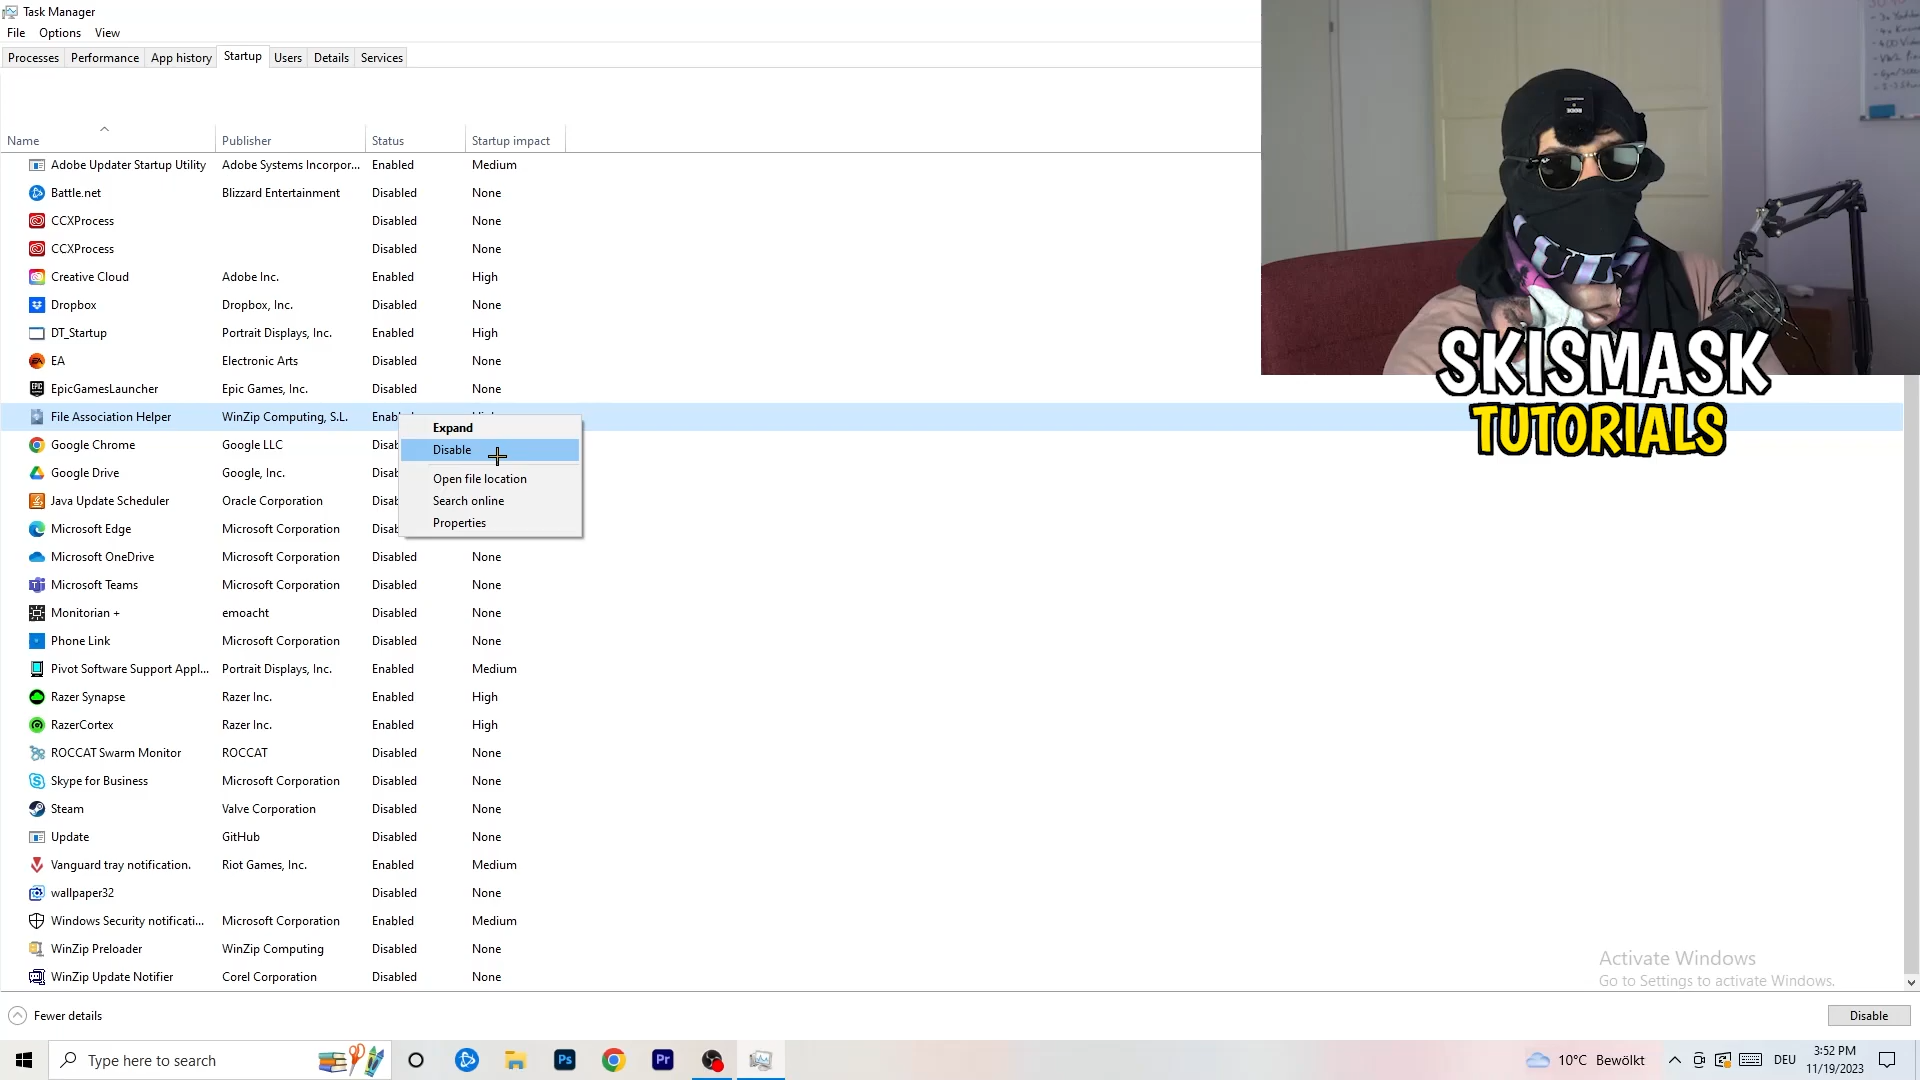 Task Manager
File Options View
Processes Performance App history Startup Users Details Services
Name Publisher Status Startup impact
Adobe Updater Startup Utility Adobe Systems Incorpor... Enabled Medium
Battle.net Blizzard Entertainment Disabled None
CCXProcess Disabled None
CCXProcess Disabled None
Creative Cloud Adobe Inc. Enabled High
Dropbox Dropbox, Inc. Disabled None
DT_Startup Portrait Displays, Inc. Enabled High
EA Electronic Arts Disabled None
EpicGamesLauncher Epic Games, Inc. Disabled None
File Association Helper WinZip Computing, S.L.
Google Chrome Google LLC
Google Drive Google, Inc.
Java Update Scheduler Oracle Corporation
Microsoft Edge Microsoft Corporation
Expand
Disable
Open file location
Search online
Properties
Microsoft OneDrive Microsoft Corporation Disabled None
Microsoft Teams Microsoft Corporation Disabled None
Monitorian + emoacht Disabled None
Phone Link Microsoft Corporation Disabled None
Pivot Software Support Appl... Portrait Displays, Inc. Enabled Medium
Razer Synapse Razer Inc. Enabled High
RazerCortex Razer Inc. Enabled High
ROCCAT Swarm Monitor ROCCAT Disabled None
Skype for Business Microsoft Corporation Disabled None
Steam Valve Corporation Disabled None
Update GitHub Disabled None
Vanguard tray notification. Riot Games, Inc. Enabled Medium
wallpaper32 Disabled None
Windows Security notificati... Microsoft Corporation Enabled Medium
WinZip Preloader WinZip Computing Disabled None
WinZip Update Notifier Corel Corporation Disabled None
SKISMASK
TUTORIALS
Activate Windows
Go to Settings to activate Windows.
Fewer details Disable
Type here to search
Ps
Pr
10°C Bewölkt
DEU
3:52 PM
11/19/2023